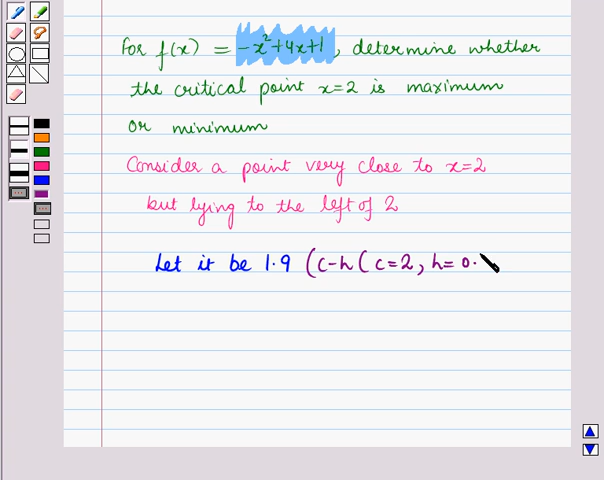 For f(x) = -x²+4x+1, determine whether
the critical point x=2 is maximum
or minimum
Consider a point very close to x=2
but lying to the left of 2
Let it be 1.9 (c-h (c=2, h=0.